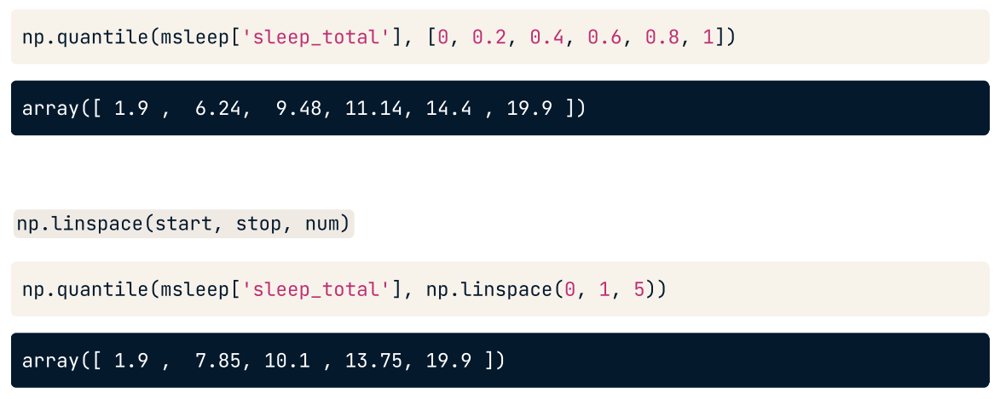 np.quantile(msleep['sleep_total'], [0, 0.2, 0.4, 0.6, 0.8, 1])
array([ 1.9 ,  6.24,  9.48, 11.14, 14.4 , 19.9 ])
np.linspace(start, stop, num)
np.quantile(msleep['sleep_total'], np.linspace(0, 1, 5))
array([ 1.9 ,  7.85, 10.1 , 13.75, 19.9 ])